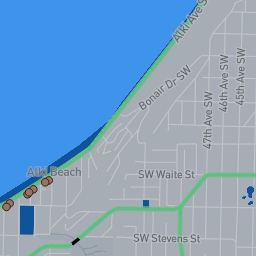 Alki Ave S
Bonair Dr SW
47th Ave SW
46th Ave SW
45th Ave SW
Alki Beach
SW Waite St
SW Stevens St